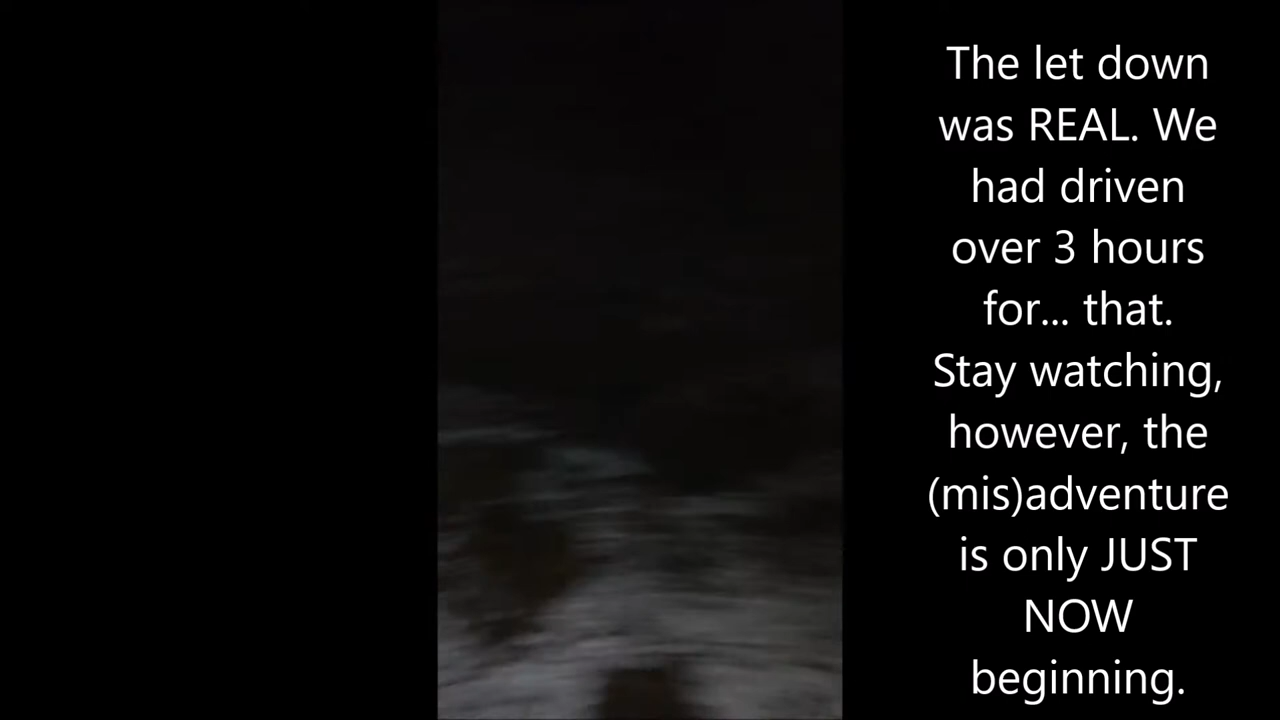 The let down
was REAL. We
had driven
over 3 hours
for... that.
Stay watching,
however, the
(mis)adventure
is only JUST
NOW
beginning.